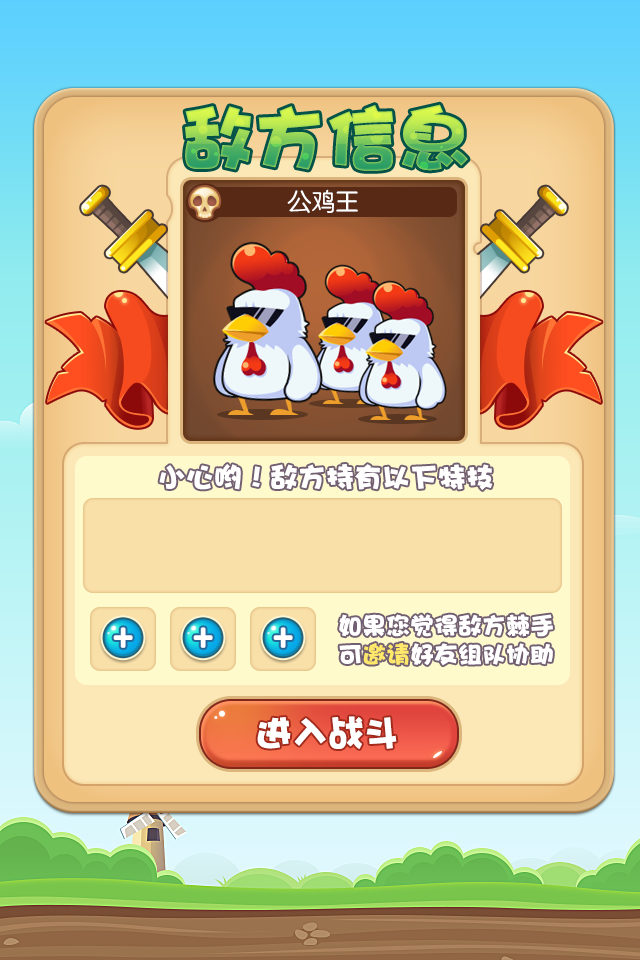 敌方信息
公鸡王
小心哟！敌方持有以下特技
如果您觉得敌方棘手
可邀请好友组队协助
进入战斗